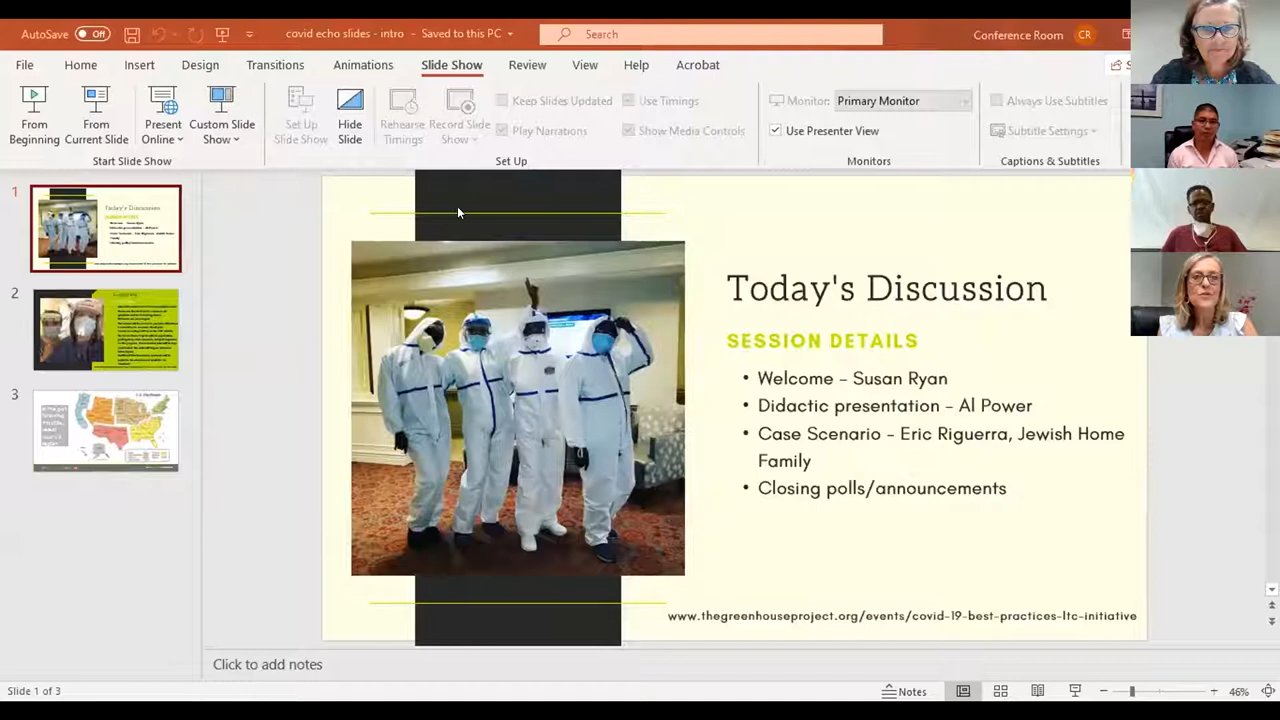 AutoSave Off covid echo slides - intro - Saved to this PC Search Conference Room CR
File Home Insert Design Transitions Animations Slide Show Review View Help Acrobat
From Beginning
From Current Slide
Present Online
Custom Slide Show
Set Up Slide Show
Hide Slide
Rehearse Timings
Record Slide Show
Keep Slides Updated
Play Narrations
Use Timings
Show Media Controls
Monitor: Primary Monitor
Use Presenter View
Always Use Subtitles
Subtitle Settings
Start Slide Show
Set Up
Monitors
Captions & Subtitles
1
Today's Discussion
2
3
Today's Discussion
SESSION DETAILS
• Welcome - Susan Ryan
• Didactic presentation - Al Power
• Case Scenario - Eric Riguerra, Jewish Home
Family
• Closing polls/announcements
www.thegreenhouseproject.org/events/covid-19-best-practices-ltc-initiative
Click to add notes
Slide 1 of 3 Notes 46%